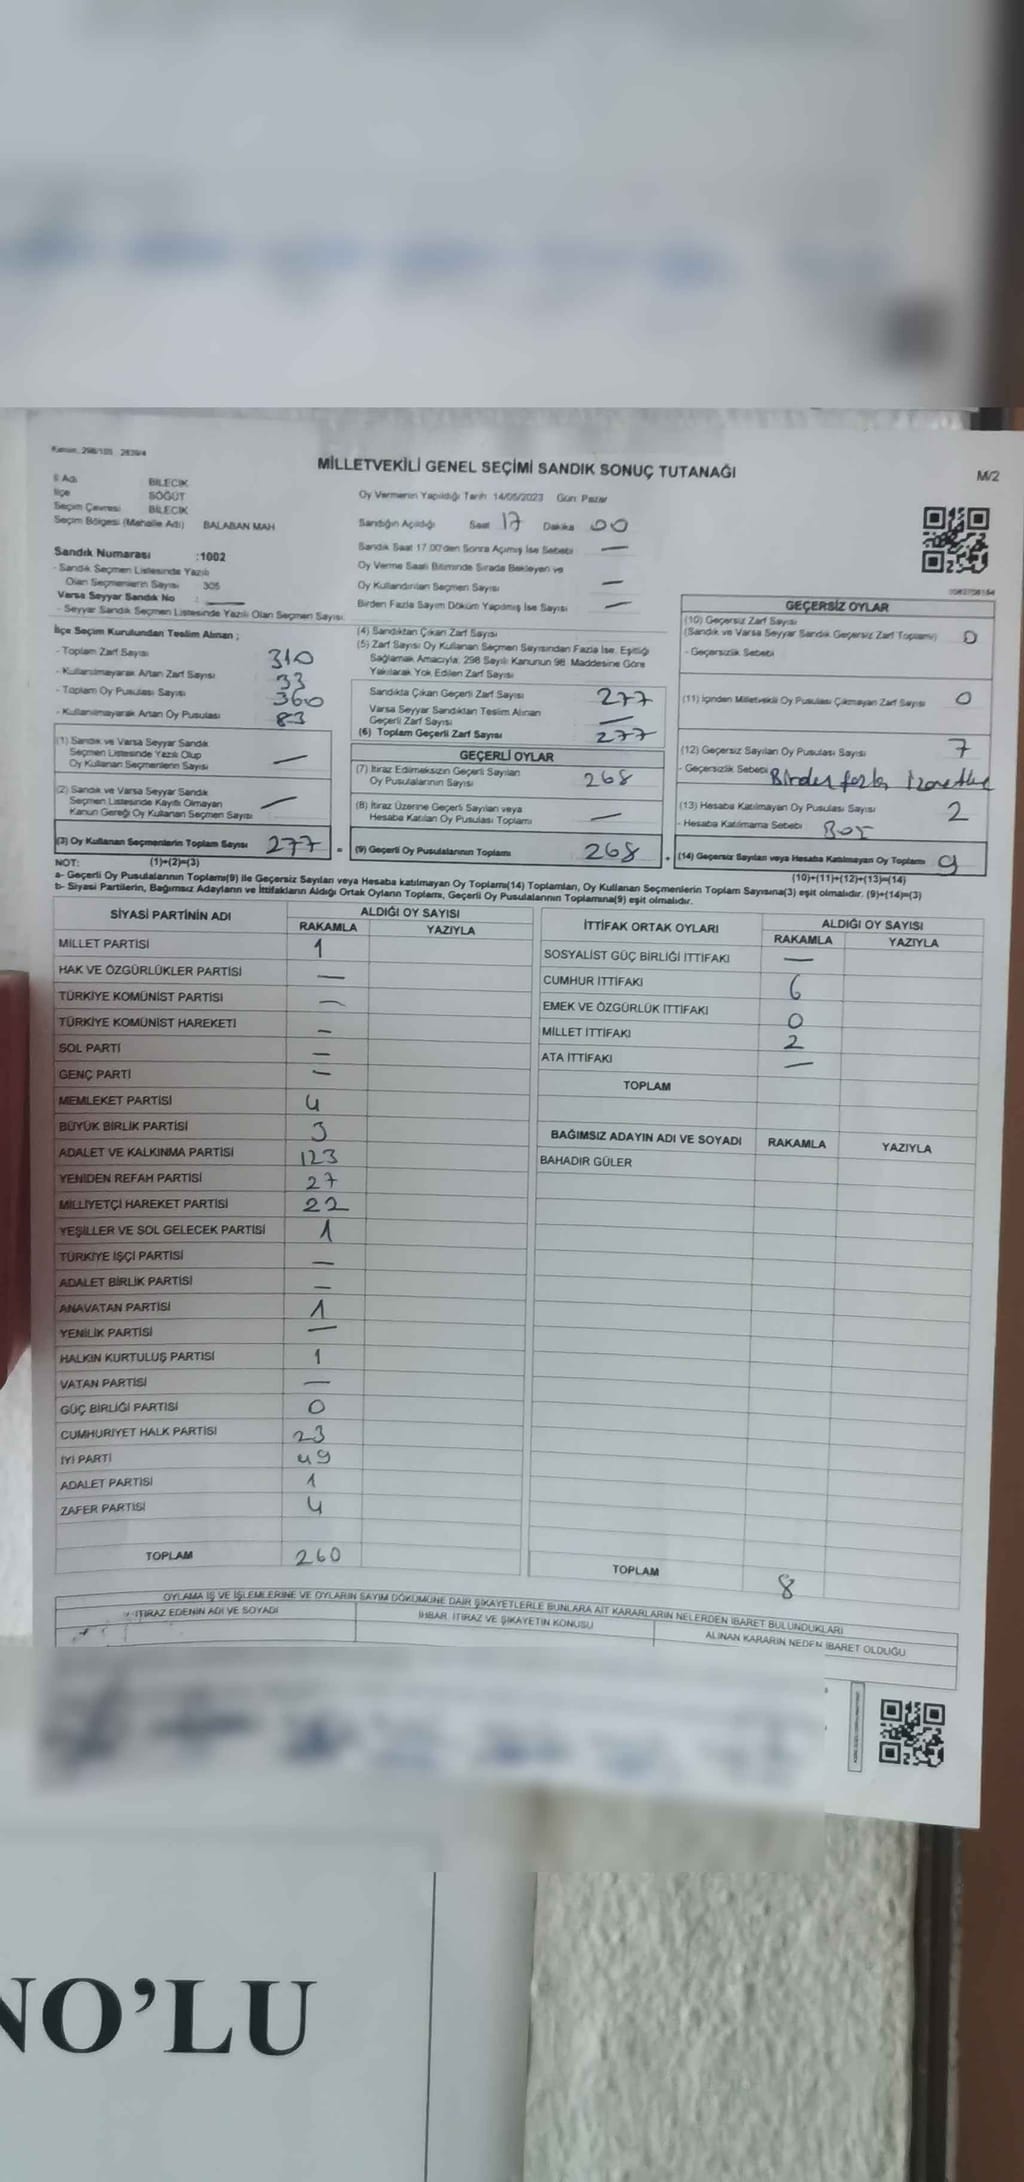 Kanun: 298/105 2839/4
MİLLETVEKİLİ GENEL SEÇİMİ SANDIK SONUÇ TUTANAĞI
M/2
İl Adı BİLECİK
İlçe SÖĞÜT
Seçim Çevresi BİLECİK
Seçim Bölgesi (Mahalle Adı) BALABAN MAH
Sandık Numarası :1002
- Sandık Seçmen Listesinde Yazılı
Olan Seçmenlerin Sayısı 305
Varsa Seyyar Sandık No : —
- Seyyar Sandık Seçmen Listesinde Yazılı Olan Seçmen Sayısı
Oy Vermenin Yapıldığı Tarih 14/05/2023 Gün: Pazar
Sandığın Açıldığı Saat 17 Dakika 00
Sandık Saat 17.00'den Sonra Açılmış İse Sebebi —
Oy Verme Saati Bitiminde Sırada Bekleyen ve
Oy Kullandırılan Seçmen Sayısı —
Birden Fazla Sayım Döküm Yapılmış İse Sayısı —
İlçe Seçim Kurulundan Teslim Alınan ;
- Toplam Zarf Sayısı 310
- Kullanılmayarak Artan Zarf Sayısı 33
- Toplam Oy Pusulası Sayısı 360
- Kullanılmayarak Artan Oy Pusulası 83
(1) Sandık ve Varsa Seyyar Sandık
Seçmen Listesinde Yazılı Olup
Oy Kullanan Seçmenlerin Sayısı —
(2) Sandık ve Varsa Seyyar Sandık
Seçmen Listesinde Kayıtlı Olmayan
Kanun Gereği Oy Kullanan Seçmen Sayısı —
(3) Oy Kullanan Seçmenlerin Toplam Sayısı 277
(4) Sandıktan Çıkan Zarf Sayısı
(5) Zarf Sayısı Oy Kullanan Seçmen Sayısından Fazla İse, Eşitliği
Sağlamak Amacıyla; 298 Sayılı Kanunun 98. Maddesine Göre
Yakılarak Yok Edilen Zarf Sayısı
Sandıkta Çıkan Geçerli Zarf Sayısı 277
Varsa Seyyar Sandıktan Teslim Alınan
Geçerli Zarf Sayısı —
(6) Toplam Geçerli Zarf Sayısı 277
GEÇERLİ OYLAR
(7) İtiraz Edilmeksizin Geçerli Sayılan
Oy Pusulalarının Sayısı 268
(8) İtiraz Üzerine Geçerli Sayılan veya
Hesaba Katılan Oy Pusulası Toplamı —
(9) Geçerli Oy Pusulalarının Toplamı 268
GEÇERSİZ OYLAR
(10) Geçersiz Zarf Sayısı
(Sandık ve Varsa Seyyar Sandık Geçersiz Zarf Toplamı) 0
- Geçersizlik Sebebi
(11) İçinden Milletvekili Oy Pusulası Çıkmayan Zarf Sayısı 0
(12) Geçersiz Sayılan Oy Pusulası Sayısı 7
- Geçersizlik Sebebi Birden fazla
(13) Hesaba Katılmayan Oy Pusulası Sayısı 2
- Hesaba Katılmama Sebebi Boş
(14) Geçersiz Sayılan veya Hesaba Katılmayan Oy Toplamı 9
NOT: (1)+(2)=(3)
(10)+(11)+(12)+(13)=(14)
a- Geçerli Oy Pusulalarının Toplamı(9) ile Geçersiz Sayılan veya Hesaba katılmayan Oy Toplamı(14) Toplamları, Oy Kullanan Seçmenlerin Toplam Sayısına(3) eşit olmalıdır. (9)+(14)=(3)
b- Siyasi Partilerin, Bağımsız Adayların ve İttifakların Aldığı Ortak Oyların Toplamı, Geçerli Oy Pusulalarının Toplamına(9) eşit olmalıdır.
SİYASİ PARTİNİN ADI ALDIĞI OY SAYISI
RAKAMLA YAZIYLA
MİLLET PARTİSİ 1
HAK VE ÖZGÜRLÜKLER PARTİSİ —
TÜRKİYE KOMÜNİST PARTİSİ —
TÜRKİYE KOMÜNİST HAREKETİ —
SOL PARTİ —
GENÇ PARTİ —
MEMLEKET PARTİSİ 4
BÜYÜK BİRLİK PARTİSİ 3
ADALET VE KALKINMA PARTİSİ 123
YENİDEN REFAH PARTİSİ 27
MİLLİYETÇİ HAREKET PARTİSİ 22
YEŞİLLER VE SOL GELECEK PARTİSİ 1
TÜRKİYE İŞÇİ PARTİSİ —
ADALET BİRLİK PARTİSİ —
ANAVATAN PARTİSİ 1
YENİLİK PARTİSİ —
HALKIN KURTULUŞ PARTİSİ 1
VATAN PARTİSİ —
GÜÇ BİRLİĞİ PARTİSİ 0
CUMHURİYET HALK PARTİSİ 23
İYİ PARTİ 49
ADALET PARTİSİ 1
ZAFER PARTİSİ 4
TOPLAM 260
İTTİFAK ORTAK OYLARI ALDIĞI OY SAYISI
RAKAMLA YAZIYLA
SOSYALİST GÜÇ BİRLİĞİ İTTİFAKI —
CUMHUR İTTİFAKI 6
EMEK VE ÖZGÜRLÜK İTTİFAKI 0
MİLLET İTTİFAKI 2
ATA İTTİFAKI —
TOPLAM
BAĞIMSIZ ADAYIN ADI VE SOYADI RAKAMLA YAZIYLA
BAHADIR GÜLER
TOPLAM 8
OYLAMA İŞ VE İŞLEMLERİNE VE OYLARIN SAYIM DÖKÜMÜNE DAİR ŞİKAYETLERLE BUNLARA AİT KARARLARIN NELERDEN İBARET BULUNDUKLARI
İTİRAZ EDENİN ADI VE SOYADI
İHBAR, İTİRAZ VE ŞİKAYETİN KONUSU
ALINAN KARARIN NEDEN İBARET OLDUĞU
NO'LU